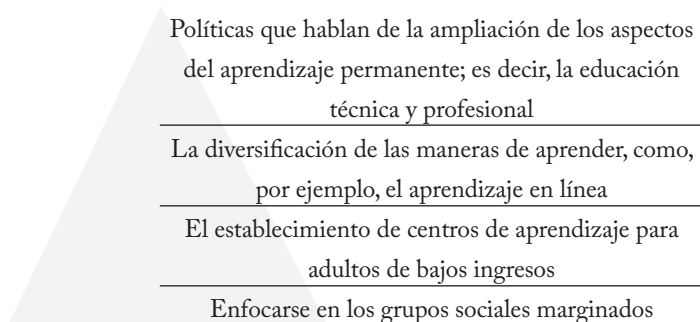 Políticas que hablan de la ampliación de los aspectos
del aprendizaje permanente; es decir, la educación
técnica y profesional
La diversificación de las maneras de aprender, como,
por ejemplo, el aprendizaje en línea
El establecimiento de centros de aprendizaje para
adultos de bajos ingresos
Enfocarse en los grupos sociales marginados